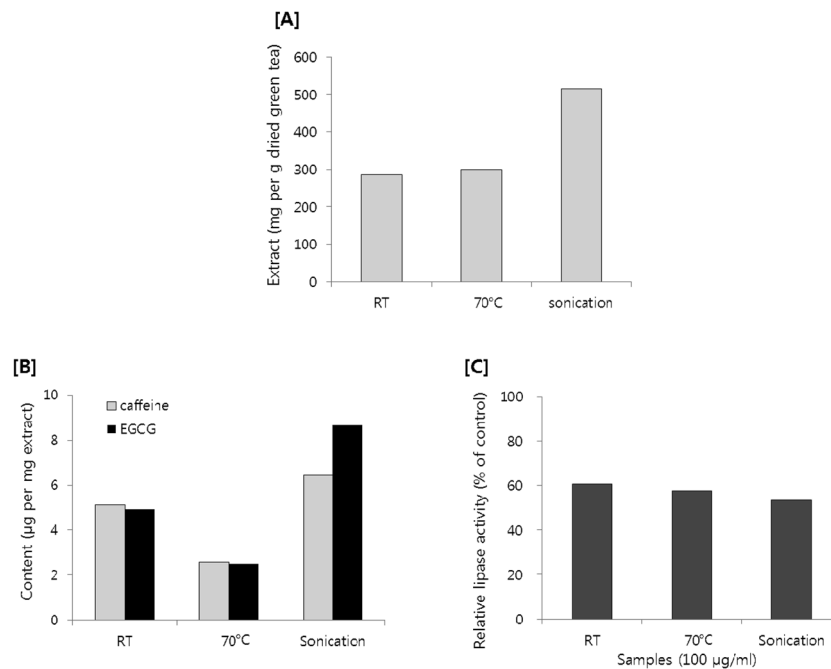 [A]
Extract (mg per g dried green tea)
600
500
400
300
200
100
0
RT 70°C sonication
[B]
Content (µg per mg extract)
10
8
6
4
2
0
caffeine
EGCG
RT 70°C Sonication
[C]
Relative lipase activity (% of control)
100
80
60
40
20
0
RT 70°C Sonication
Samples (100 µg/ml)